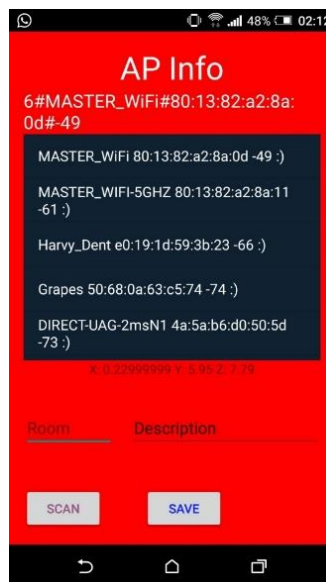 48% 02:12
AP Info
6#MASTER_WiFi#80:13:82:a2:8a:
0d#-49
MASTER_WiFi 80:13:82:a2:8a:0d -49 :)
MASTER_WIFI-5GHZ 80:13:82:a2:8a:11
-61 :)
Harvy_Dent e0:19:1d:59:3b:23 -66 :)
Grapes 50:68:0a:63:c5:74 -74 :)
DIRECT-UAG-2msN1 4a:5a:b6:d0:50:5d
-73 :)
X: 0.22999999 Y: 5.95 Z: 7.79
Room Description
SCAN SAVE